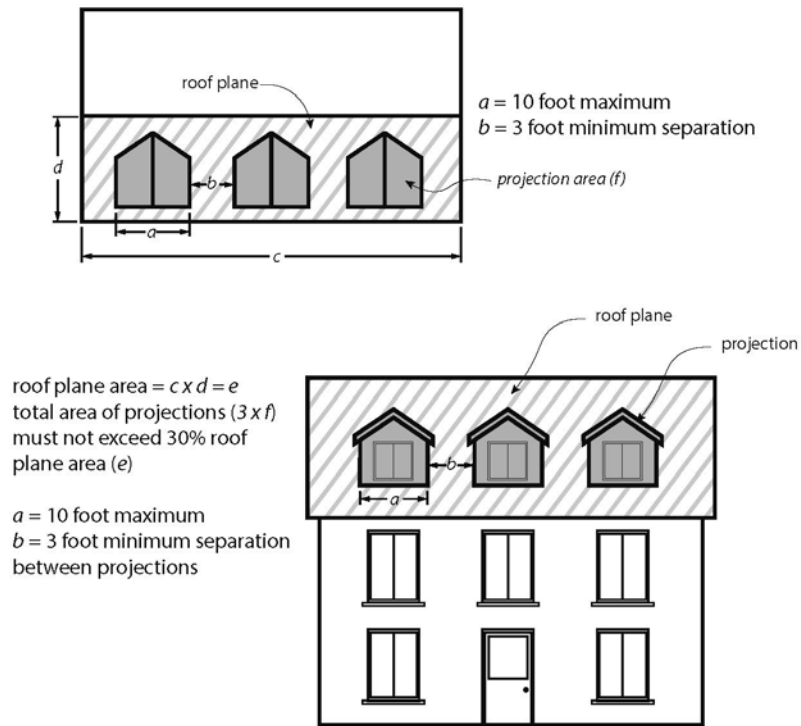 roof plane
a = 10 foot maximum
b = 3 foot minimum separation
d
b
projection area (f)
a
c
roof plane
projection
roof plane area = c x d = e
total area of projections (3 x f)
must not exceed 30% roof
plane area (e)
a = 10 foot maximum
b = 3 foot minimum separation
between projections
b
a